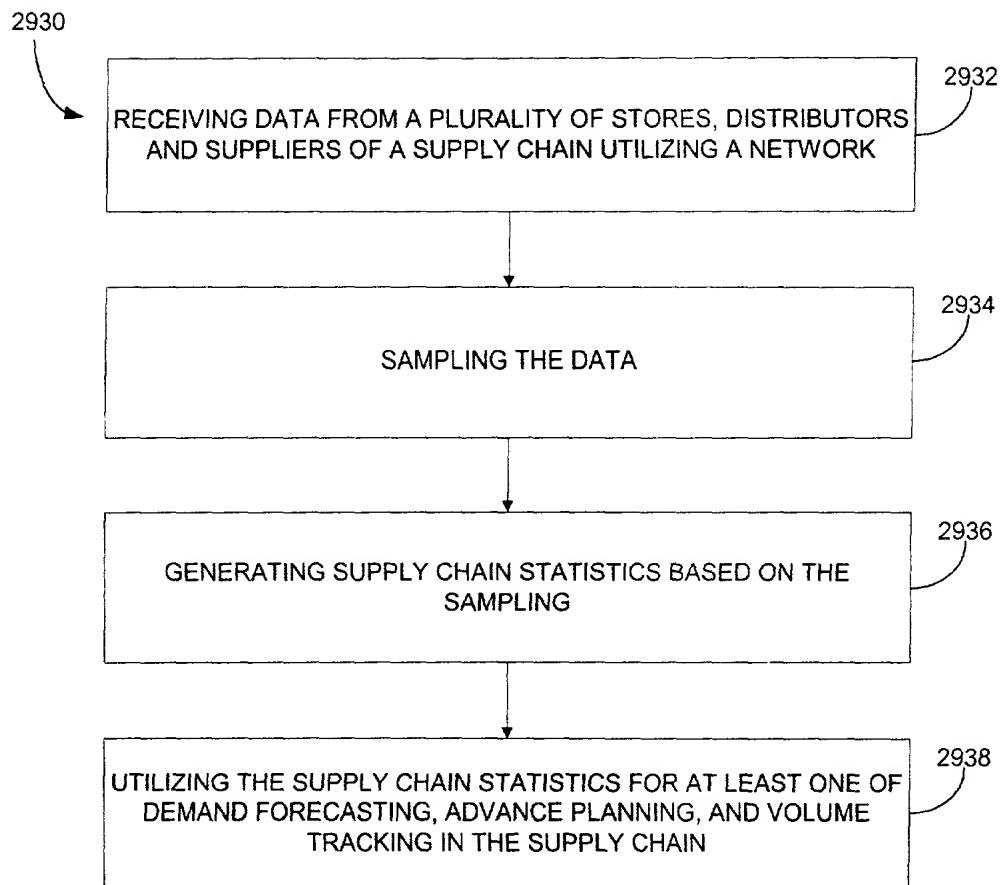 2930
2932
RECEIVING DATA FROM A PLURALITY OF STORES, DISTRIBUTORS
AND SUPPLIERS OF A SUPPLY CHAIN UTILIZING A NETWORK
2934
SAMPLING THE DATA
2936
GENERATING SUPPLY CHAIN STATISTICS BASED ON THE
SAMPLING
2938
UTILIZING THE SUPPLY CHAIN STATISTICS FOR AT LEAST ONE OF
DEMAND FORECASTING, ADVANCE PLANNING, AND VOLUME
TRACKING IN THE SUPPLY CHAIN